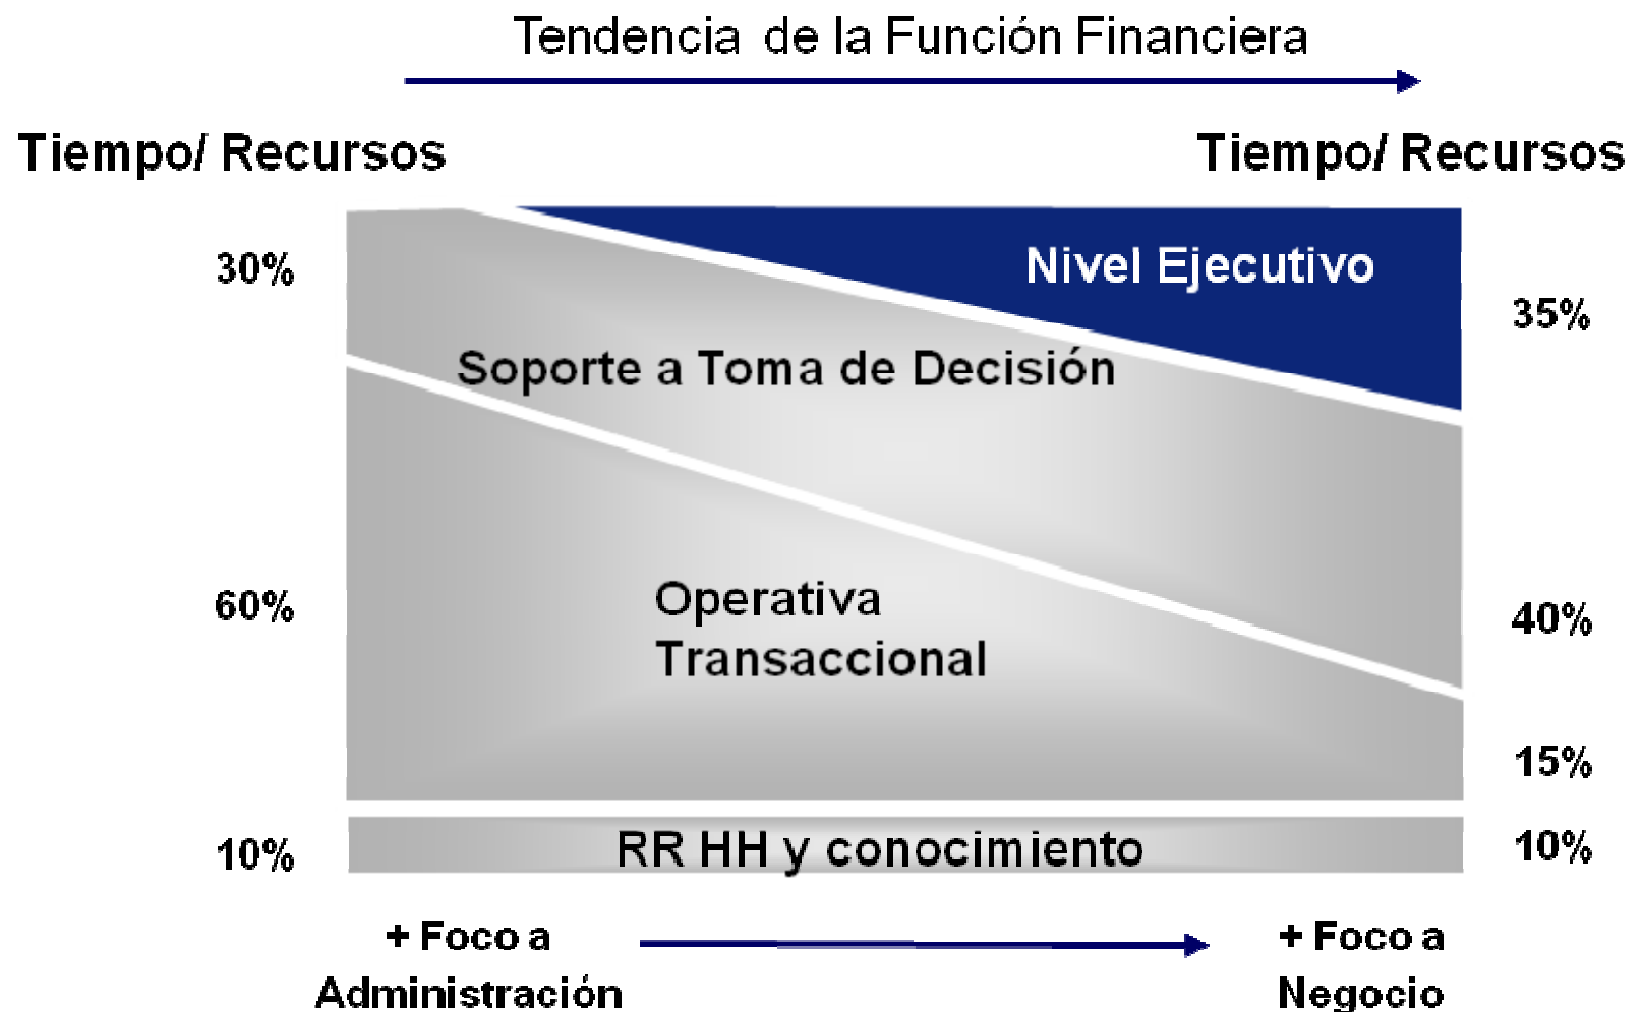 Tendencia de la Función Financiera
Tiempo/ Recursos
Tiempo/ Recursos
30%
Nivel Ejecutivo
35%
Soporte a Toma de Decisión
60%
Operativa
Transaccional
40%
15%
10%
RR HH y conocimiento
10%
+ Foco a
Administración
+ Foco a
Negocio